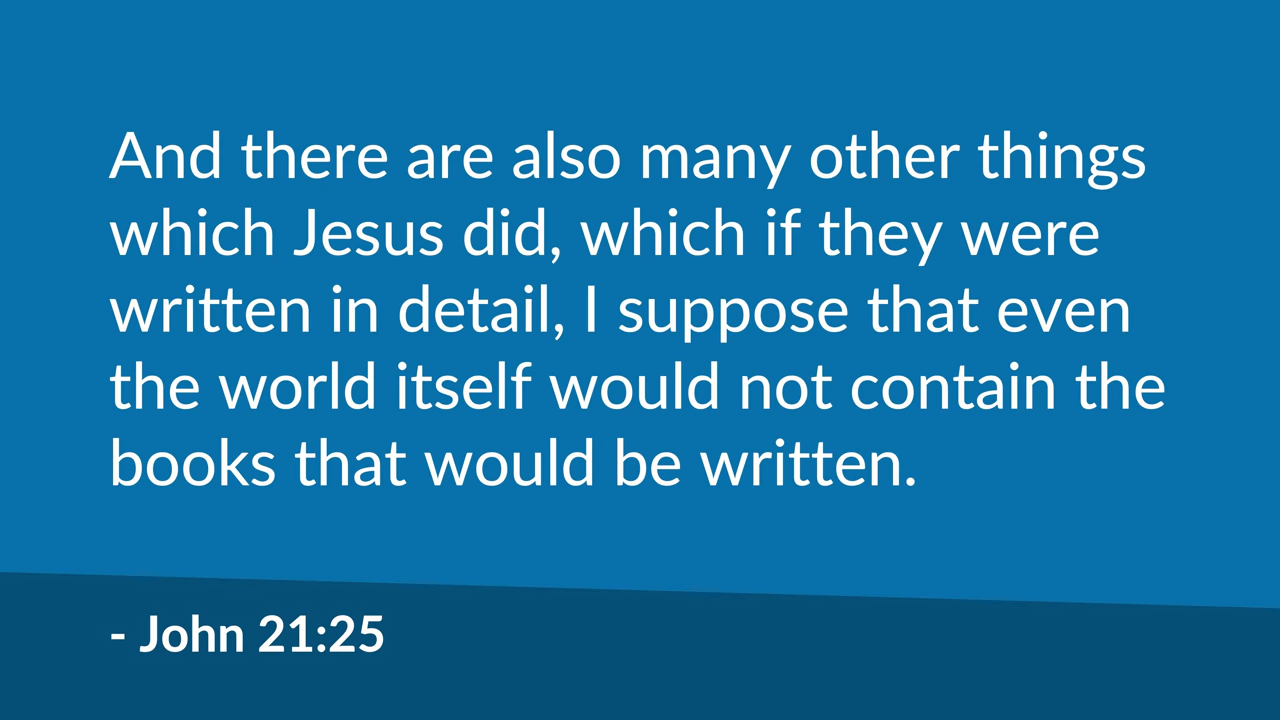 And there are also many other things
which Jesus did, which if they were
written in detail, I suppose that even
the world itself would not contain the
books that would be written.
- John 21:25